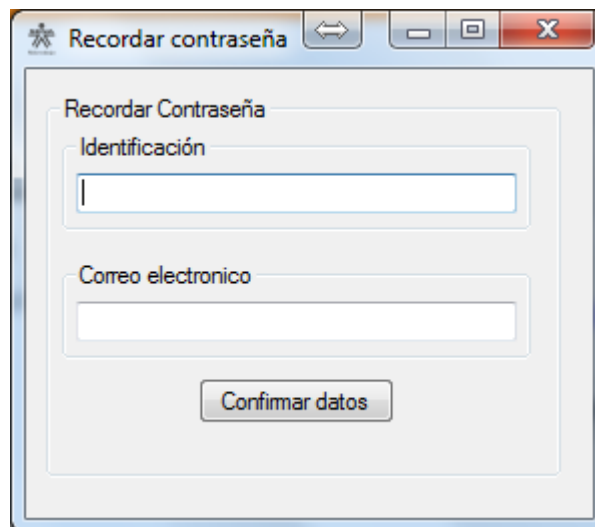 Recordar contraseña
Recordar Contraseña
Identificación
Correo electronico
Confirmar datos